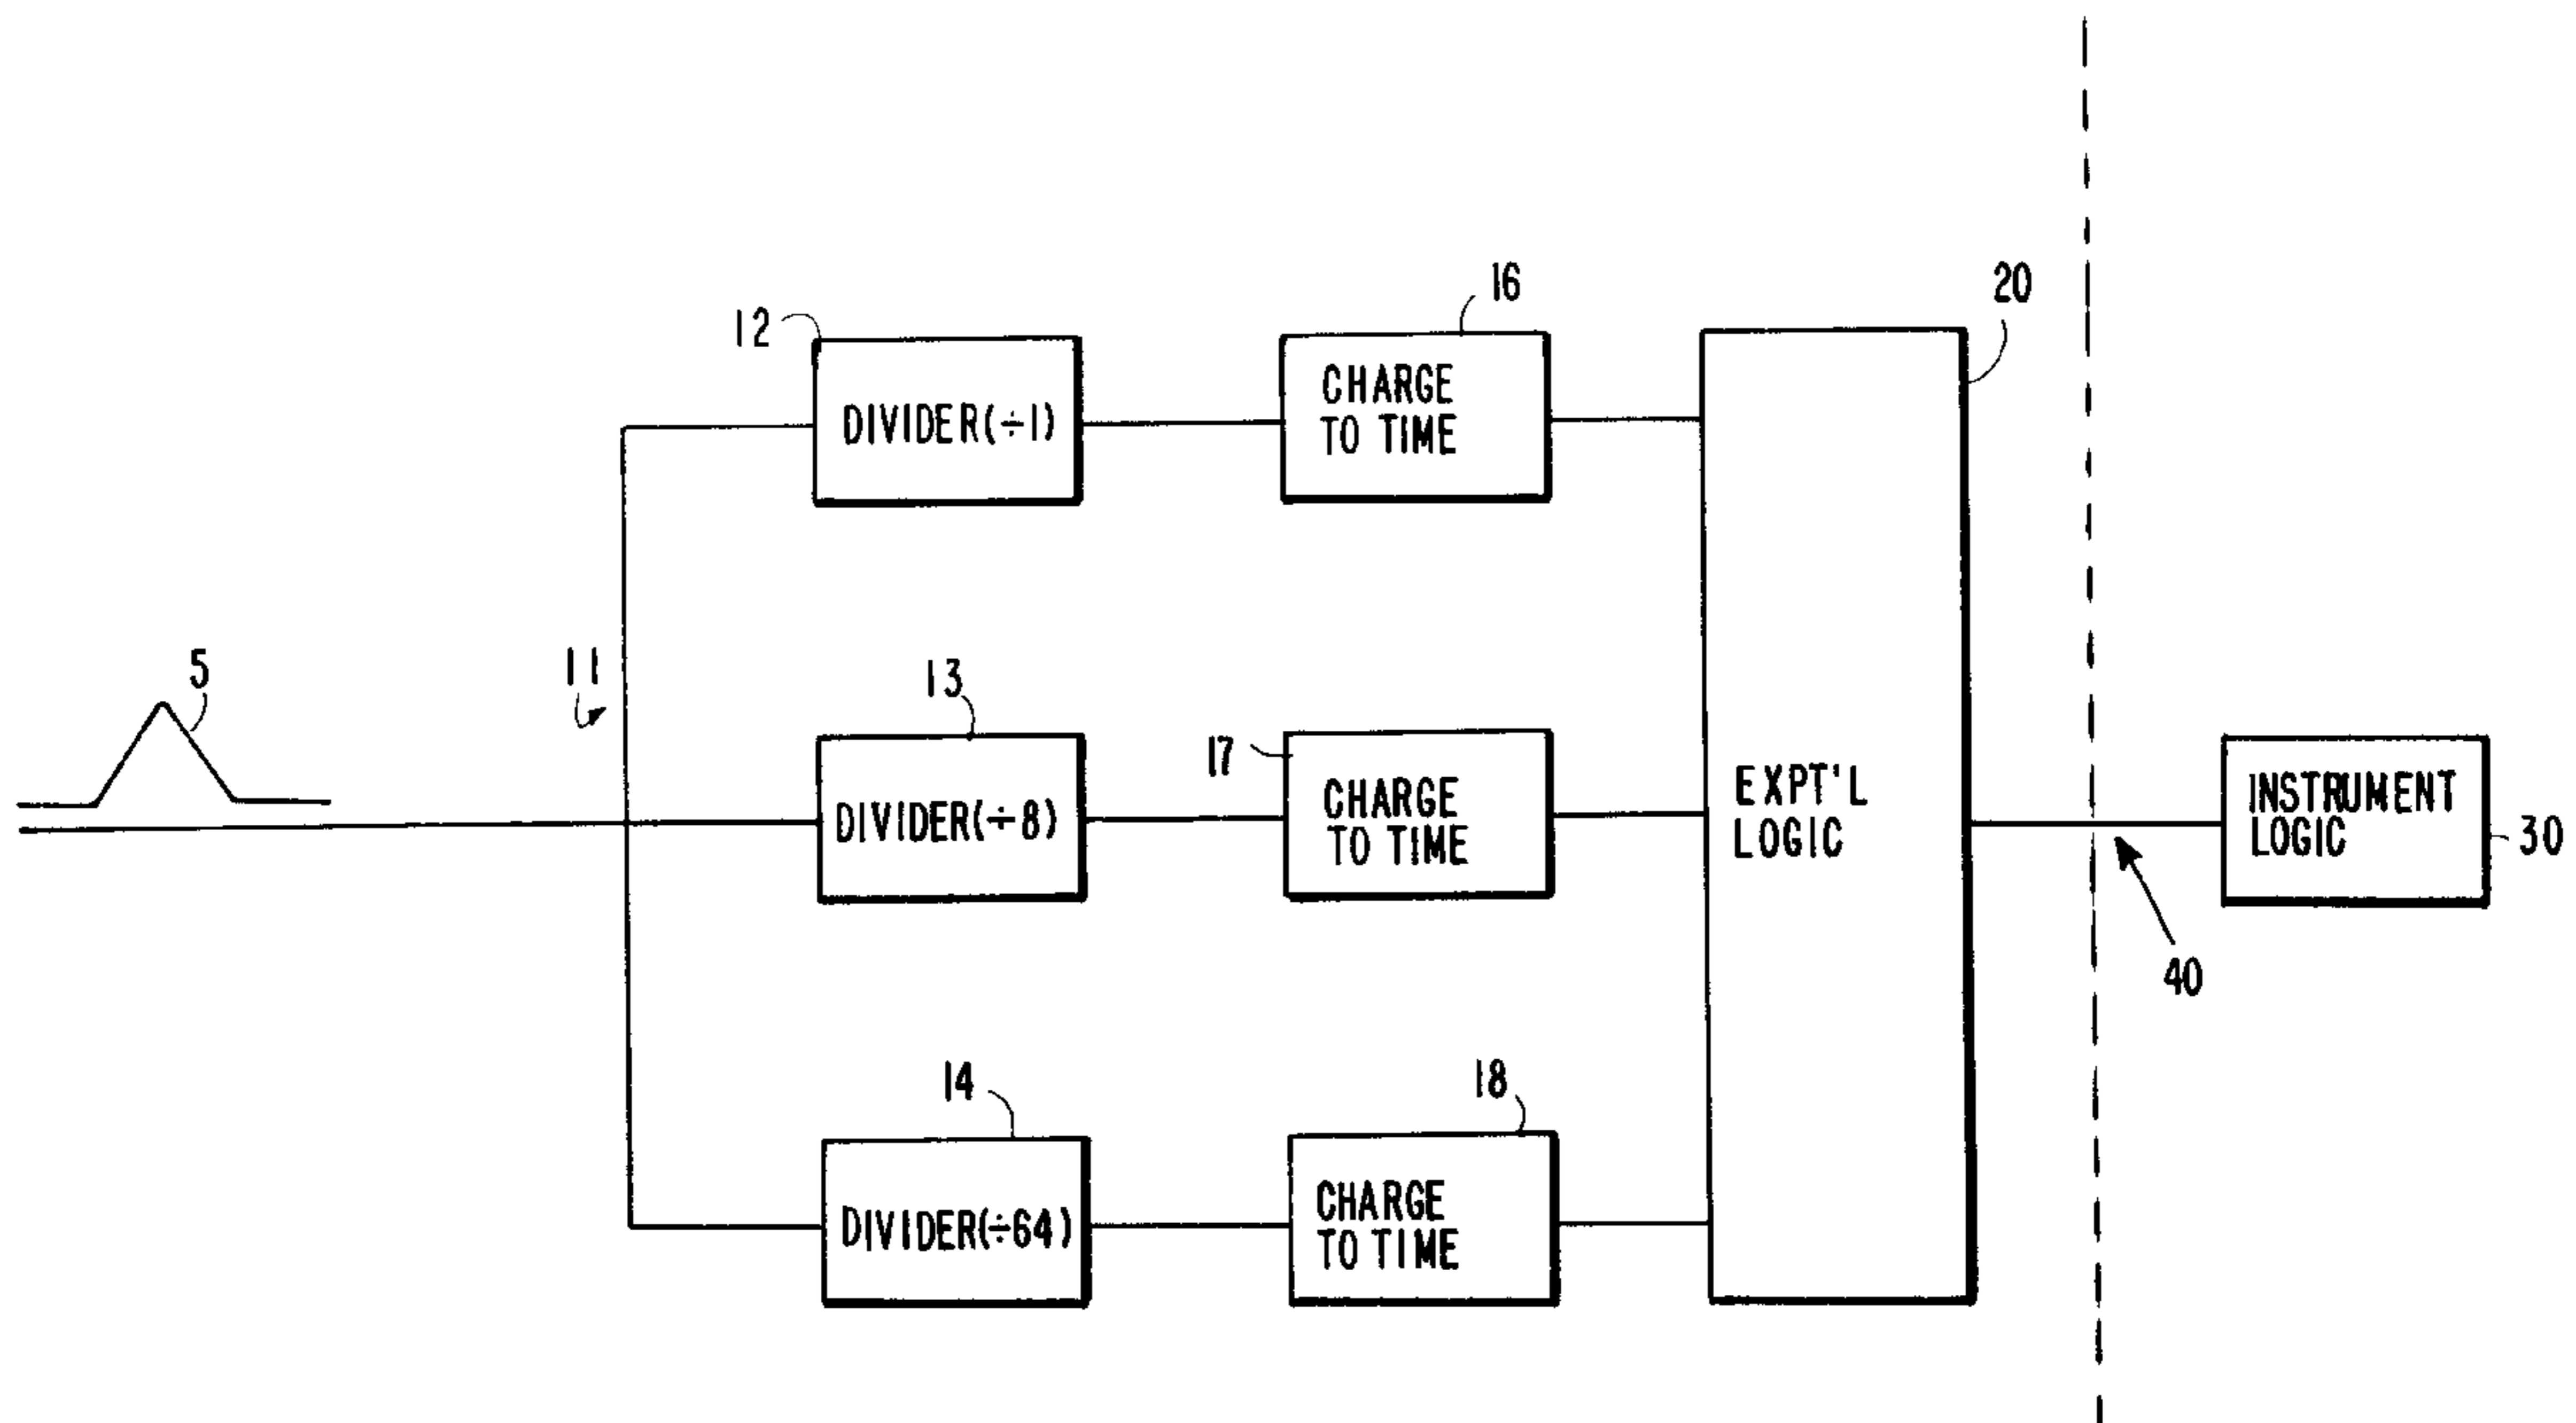 16
20
12
CHARGE
TO TIME
DIVIDER(÷1)
5
11
13
17
CHARGE
TO TIME
DIVIDER(÷8)
EXPT'L
LOGIC
INSTRUMENT
LOGIC
30
40
14
18
CHARGE
TO TIME
DIVIDER(÷64)